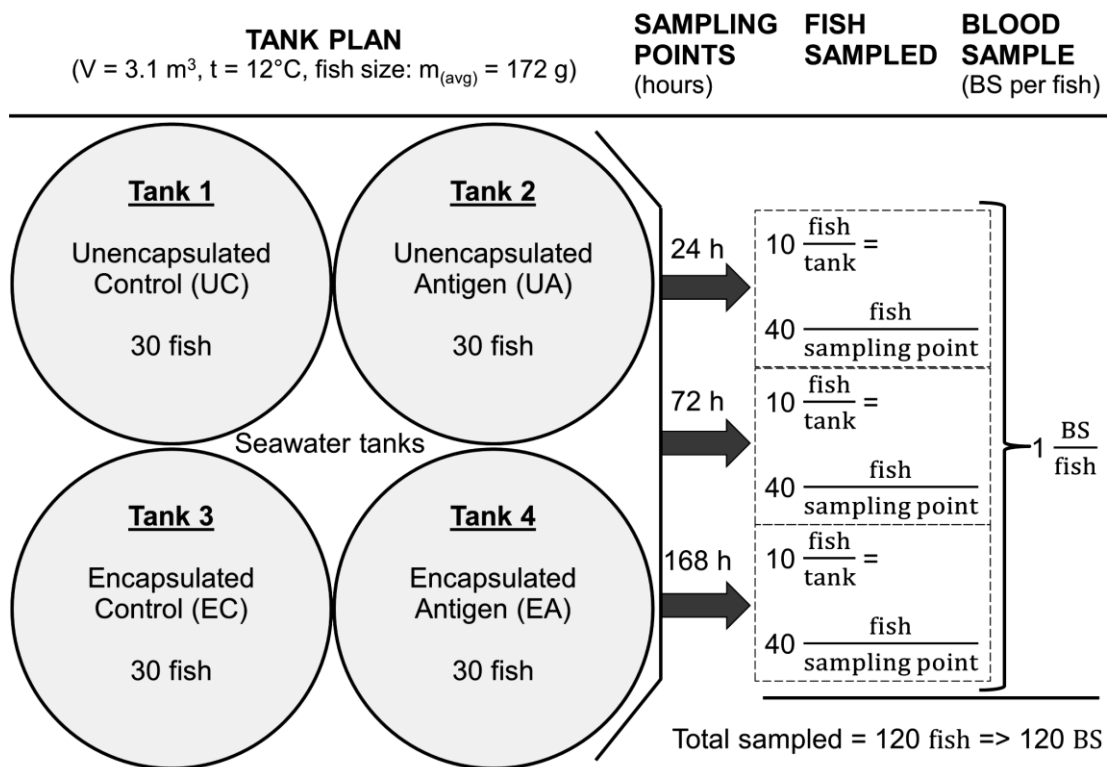 TANK PLAN
(V = 3.1 m³, t = 12°C, fish size: m(avg) = 172 g)
SAMPLING
POINTS
(hours)
FISH
SAMPLED
BLOOD
SAMPLE
(BS per fish)
Tank 1
Unencapsulated
Control (UC)
30 fish
Tank 2
Unencapsulated
Antigen (UA)
30 fish
Seawater tanks
Tank 3
Encapsulated
Control (EC)
30 fish
Tank 4
Encapsulated
Antigen (EA)
30 fish
24 h
10 fish/tank =
40 fish/sampling point
72 h
10 fish/tank =
40 fish/sampling point
168 h
10 fish/tank =
40 fish/sampling point
1 BS/fish
Total sampled = 120 fish => 120 BS